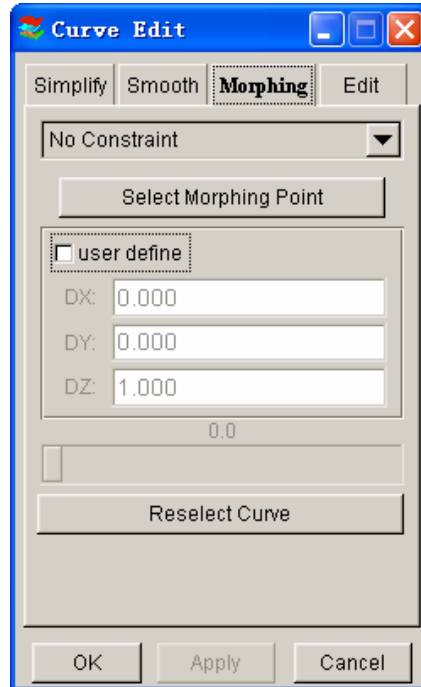 Curve Edit
Simplify Smooth Morphing Edit
No Constraint
Select Morphing Point
user define
DX: 0.000
DY: 0.000
DZ: 1.000
0.0
Reselect Curve
OK Apply Cancel